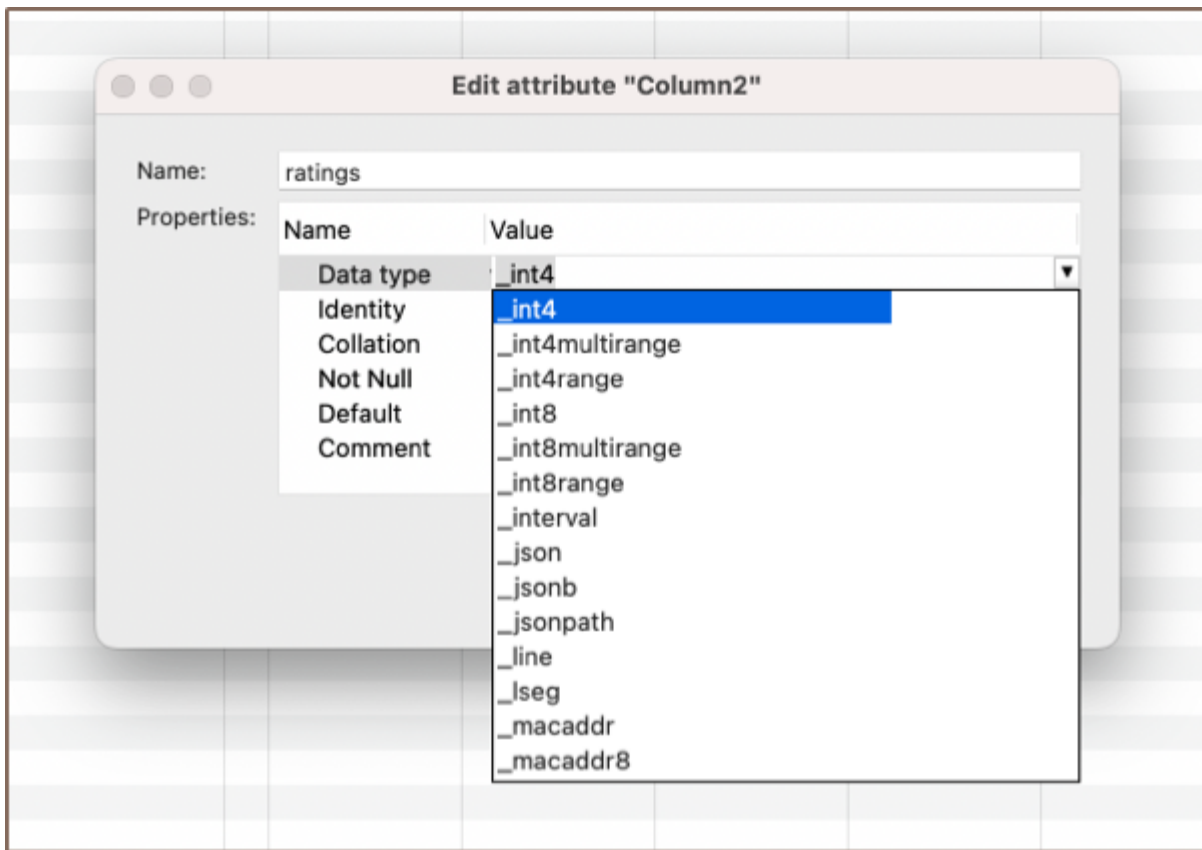 Edit attribute "Column2"
Name:
ratings
Properties:
Name Value
Data type _int4
Identity
Collation
Not Null
Default
Comment
_int4
_int4multirange
_int4range
_int8
_int8multirange
_int8range
_interval
_json
_jsonb
_jsonpath
_line
_lseg
_macaddr
_macaddr8